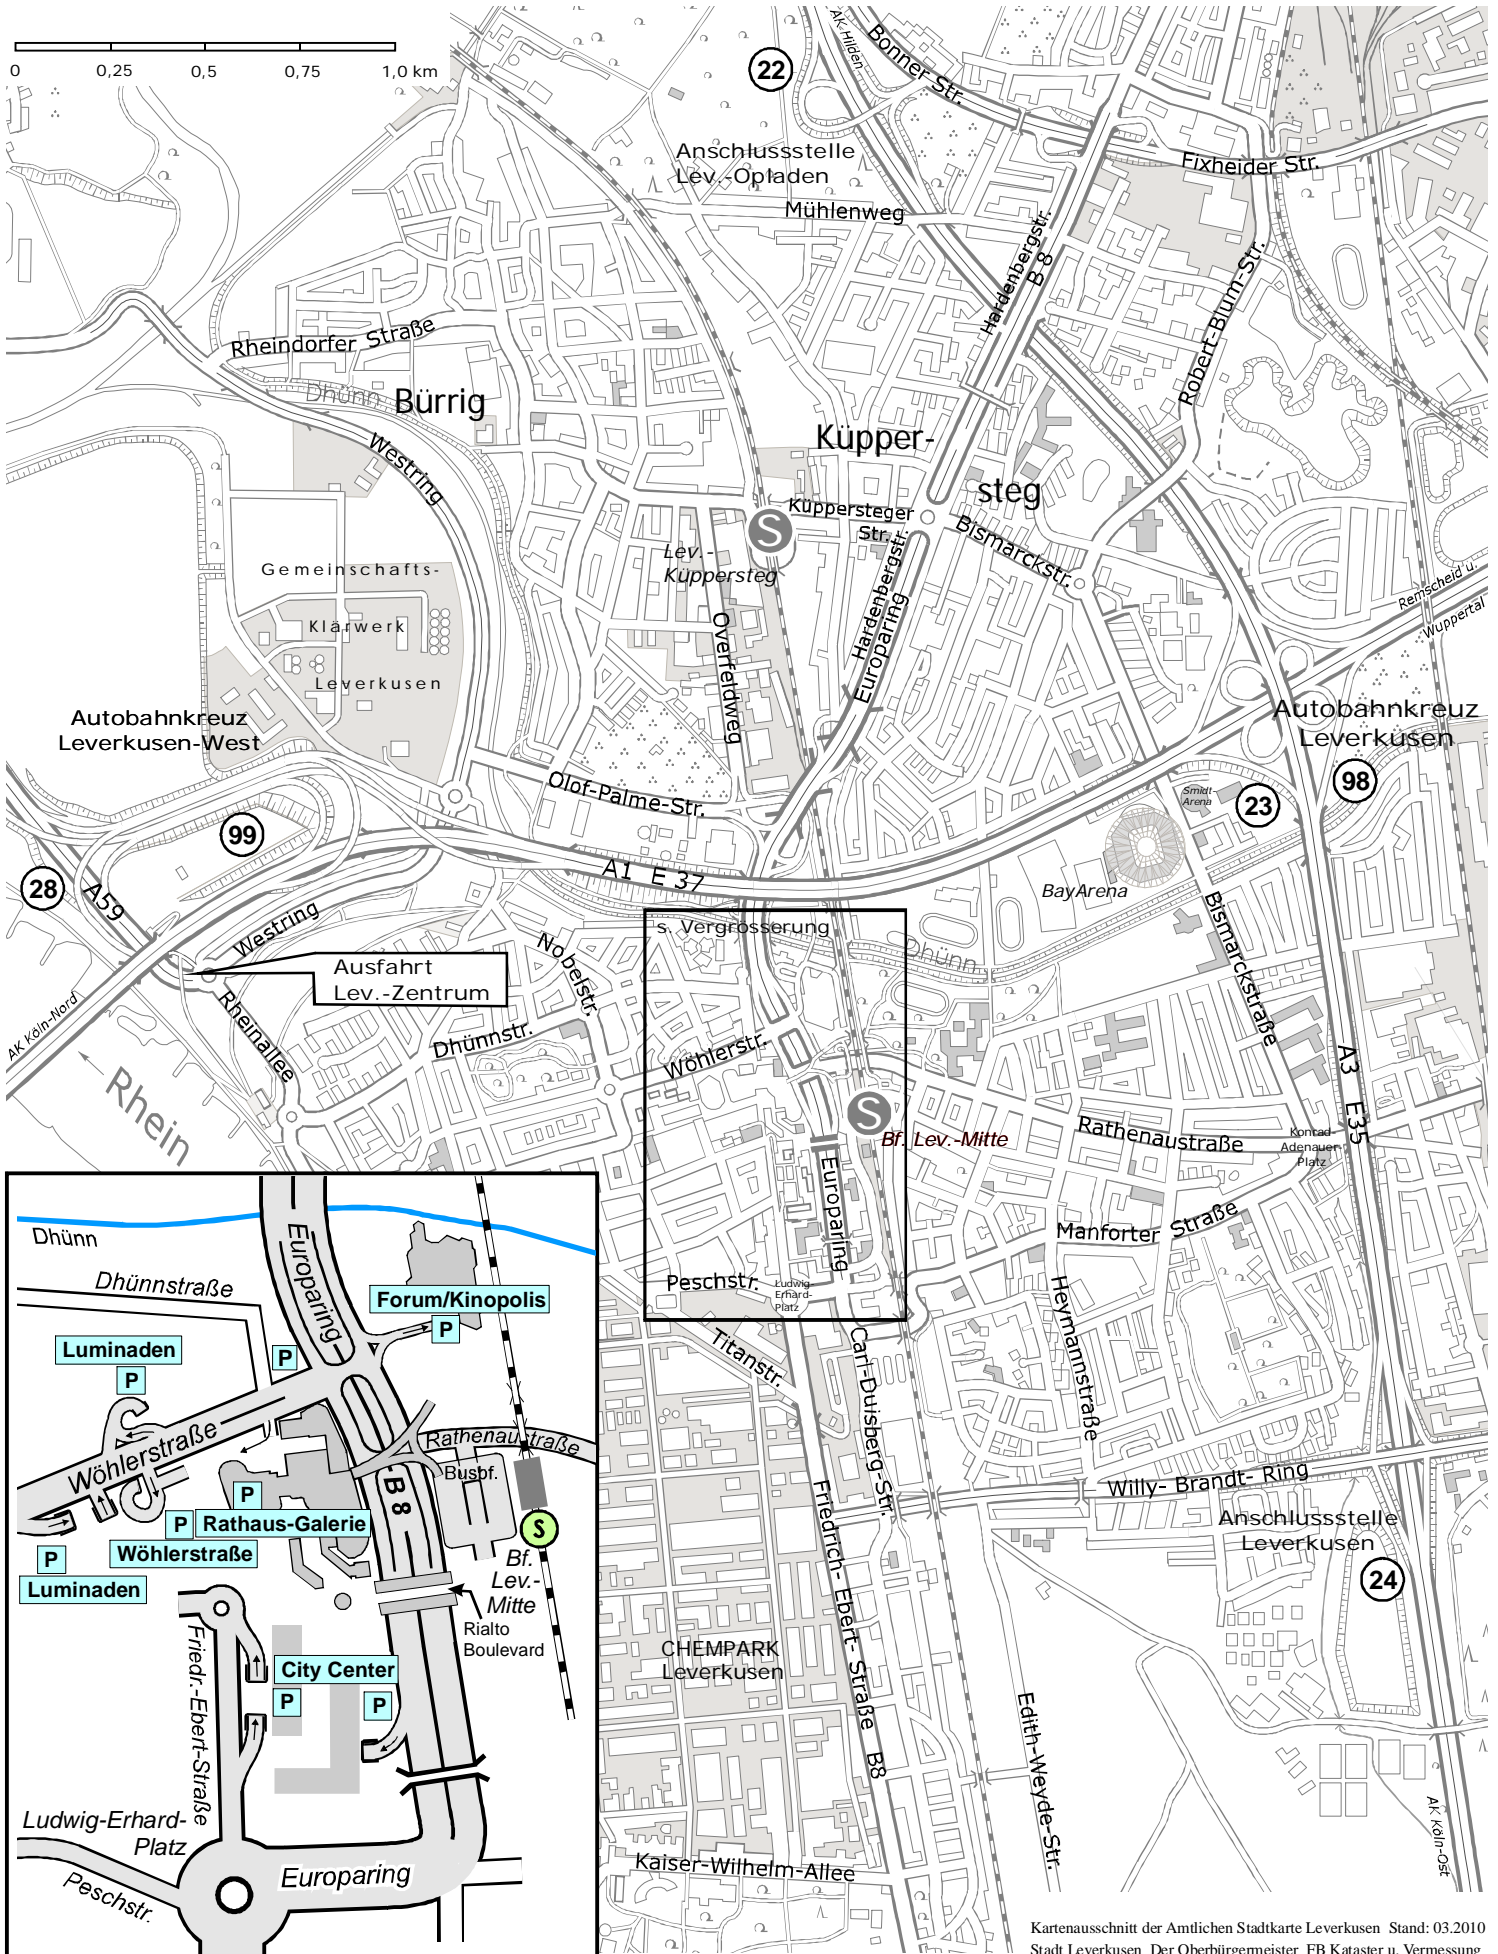 0 0,25 0,5 0,75 1,0 km
22
AK-Hilden
Bonner Str.
Anschlussstelle
Lev.-Opladen
Fixheider Str.
Mühlenweg
Hardenbergstr.
B 8
Robert-Blum-Str.
Rheindorfer Straße
Dhünn
Bürrig
Westring
Küpper-
steg
Küppersteger
Str.
Bismarckstr.
S
Lev.-
Küppersteg
Hardenbergstr.
Europaring
Overfeldweg
Gemeinschafts-
Klärwerk
Leverkusen
Remscheid u.
Wuppertal
Autobahnkreuz
Leverkusen-West
Autobahnkreuz
Leverkusen
98
23
Smidt-
Arena
Olof-Palme-Str.
99
28
A59
A1 E 37
BayArena
Bismarckstraße
Westring
s. Vergrösserung
Dhünn
Nobelstr.
Ausfahrt
Lev.-Zentrum
AK Köln-Nord
Rheinallee
Dhünnstr.
Wöhlerstr.
Rhein
S
Bf. Lev.-Mitte
Rathenaustraße
Konrad-
Adenauer-
Platz
A3 E35
Europaring
Manforter Straße
Peschstr.
Ludwig-
Erhard-
Platz
Heymannstraße
Titanstr.
Carl-Duisberg-Str.
Friedrich-Ebert-Straße B8
Willy-Brandt-Ring
Anschlussstelle
Leverkusen
24
CHEMPARK
Leverkusen
Edith-Weyde-Str.
AK Köln-Ost
Kaiser-Wilhelm-Allee
Dhünn
Europaring
Dhünnstraße
Forum/Kinopolis
P
Luminaden
P
P
Wöhlerstraße
Rathenaustraße
Busbf.
B 8
P
P
Rathaus-Galerie
Wöhlerstraße
P
Luminaden
S
Bf.
Lev.-
Mitte
Rialto
Boulevard
Friedr.-Ebert-Straße
City Center
P
P
Ludwig-Erhard-
Platz
Peschstr.
Europaring
Kartenausschnitt der Amtlichen Stadtkarte Leverkusen Stand: 03.2010
Stadt Leverkusen Der Oberbürgermeister FB Kataster u. Vermessung